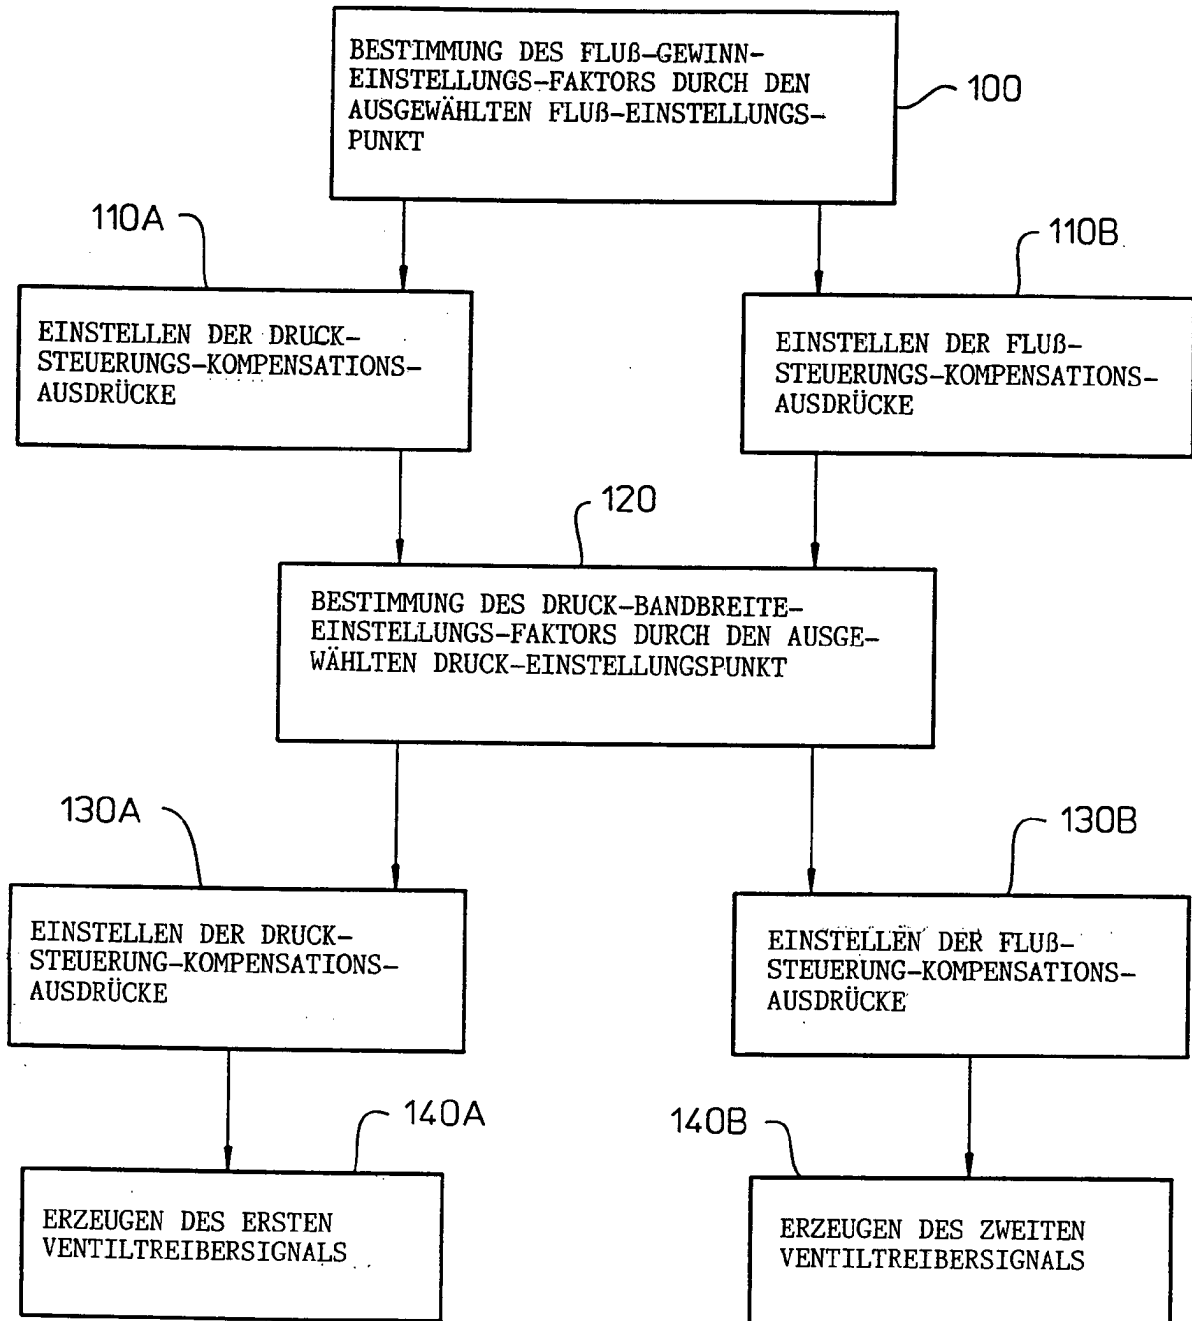 BESTIMMUNG DES FLUß-GEWINN-
EINSTELLUNGS-FAKTORS DURCH DEN
AUSGEWÄHLTEN FLUß-EINSTELLUNGS-
PUNKT
100
110A
110B
EINSTELLEN DER DRUCK-
STEUERUNGS-KOMPENSATIONS-
AUSDRÜCKE
EINSTELLEN DER FLUß-
STEUERUNGS-KOMPENSATIONS-
AUSDRÜCKE
120
BESTIMMUNG DES DRUCK-BANDBREITE-
EINSTELLUNGS-FAKTORS DURCH DEN AUSGE-
WÄHLTEN DRUCK-EINSTELLUNGSPUNKT
130A
130B
EINSTELLEN DER DRUCK-
STEUERUNG-KOMPENSATIONS-
AUSDRÜCKE
EINSTELLEN DER FLUß-
STEUERUNG-KOMPENSATIONS-
AUSDRÜCKE
140A
140B
ERZEUGEN DES ERSTEN
VENTILTREIBERSIGNALS
ERZEUGEN DES ZWEITEN
VENTILTREIBERSIGNALS